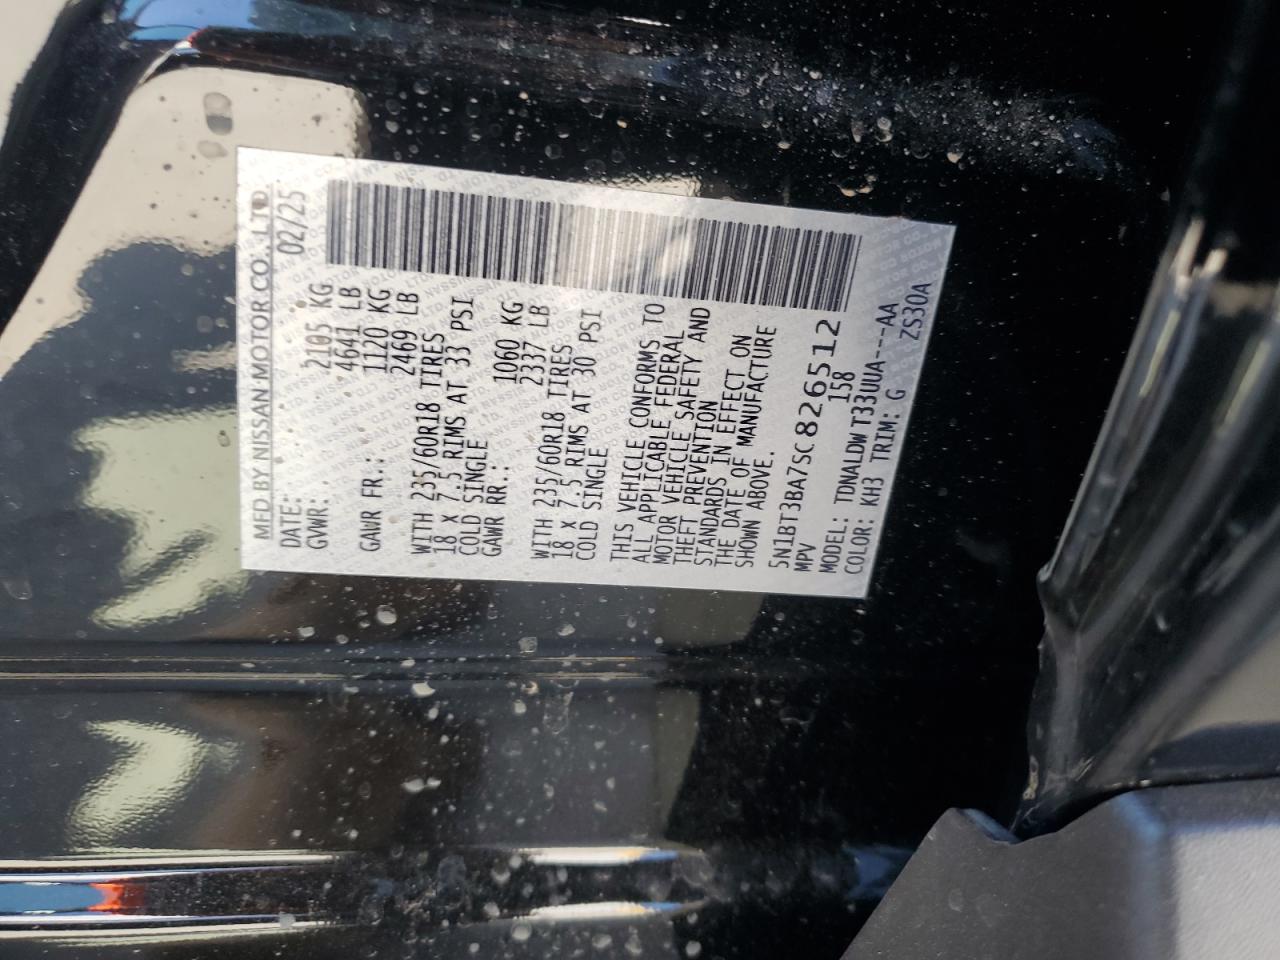 MFD BY NISSAN MOTOR CO., LTD.
DATE: 02/25
GVWR: 2105 KG
4641 LB
GAWR FR.: 1120 KG
2469 LB
WITH 235/60R18 TIRES
18 X 7.5 RIMS AT 33 PSI
COLD SINGLE
GAWR RR.: 1060 KG
2337 LB
WITH 235/60R18 TIRES
18 X 7.5 RIMS AT 30 PSI
COLD SINGLE
THIS VEHICLE CONFORMS TO
ALL APPLICABLE FEDERAL
MOTOR VEHICLE SAFETY AND
THEFT PREVENTION
STANDARDS IN EFFECT ON
THE DATE OF MANUFACTURE
SHOWN ABOVE.
5N1BT3BA7SC826512
MPV 158
MODEL: TDNALDWT33UUA---AA
COLOR: KH3 TRIM: G ZS30A